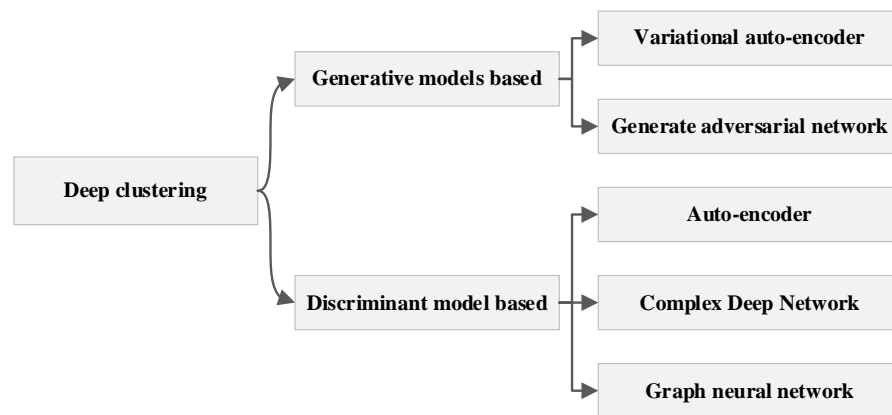 Deep clustering
Generative models based
Variational auto-encoder
Generate adversarial network
Discriminant model based
Auto-encoder
Complex Deep Network
Graph neural network